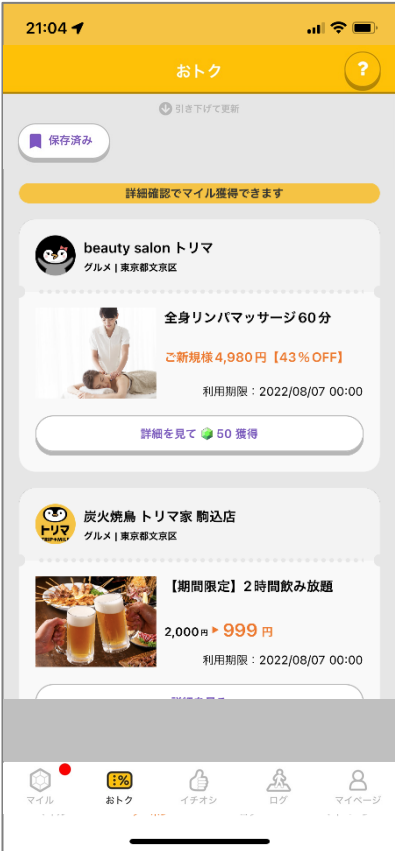 21:04
おトク
?
引き下げて更新
保存済み
詳細確認でマイル獲得できます
beauty salon トリマ
グルメ | 東京都文京区
全身リンパマッサージ60分
ご新規様4,980円【43%OFF】
利用期限：2022/08/07 00:00
詳細を見て 50 獲得
炭火焼鳥 トリマ家 駒込店
トリマ
グルメ | 東京都文京区
【期間限定】2時間飲み放題
2,000円 ▶ 999 円
利用期限：2022/08/07 00:00
マイル
おトク
イチオシ
ログ
マイページ